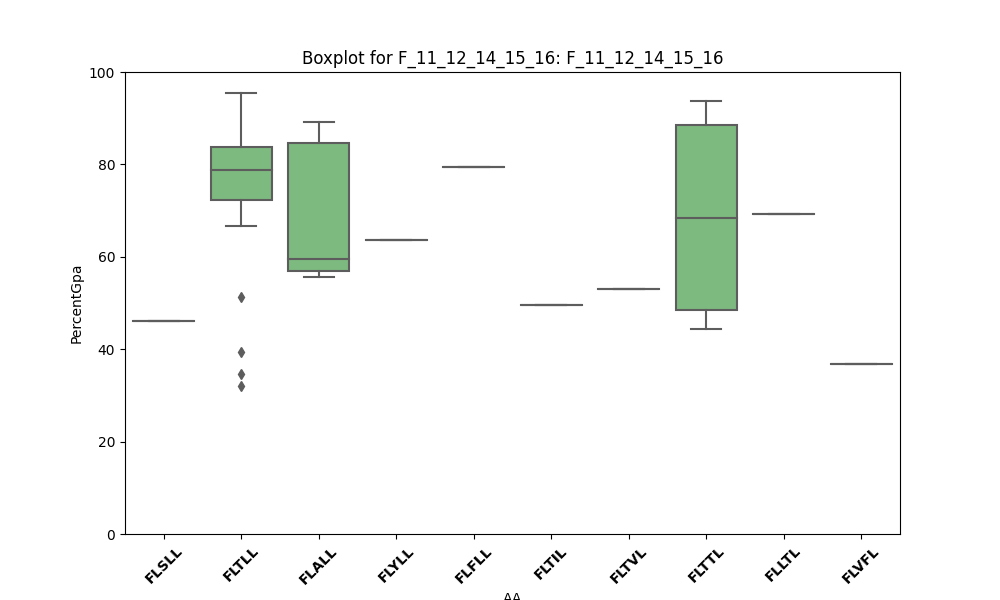 Boxplot for F_11_12_14_15_16: F_11_12_14_15_16
100
80
60
40
20
0
PercentGpa
FLSLL
FLTLL
FLALL
FLYLL
FLFLL
FLTIL
FLTVL
FLTTL
FLLTL
FLVFL
AA